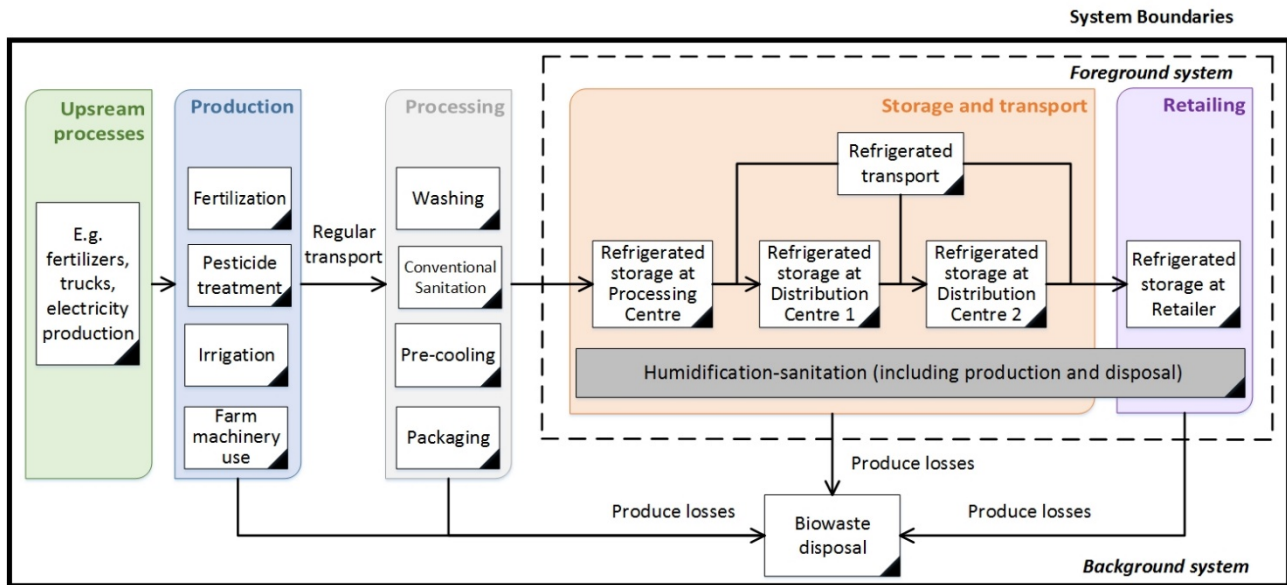 System Boundaries
Foreground system
Upsream
processes
Production
Processing
Storage and transport
Retailing
E.g.
fertilizers,
trucks,
electricity
production
Fertilization
Pesticide
treatment
Irrigation
Farm
machinery
use
Regular
transport
Washing
Conventional
Sanitation
Pre-cooling
Packaging
Refrigerated
transport
Refrigerated
storage at
Processing
Centre
Refrigerated
storage at
Distribution
Centre 1
Refrigerated
storage at
Distribution
Centre 2
Refrigerated
storage at
Retailer
Humidification-sanitation (including production and disposal)
Produce losses
Produce losses
Produce losses
Biowaste
disposal
Background system